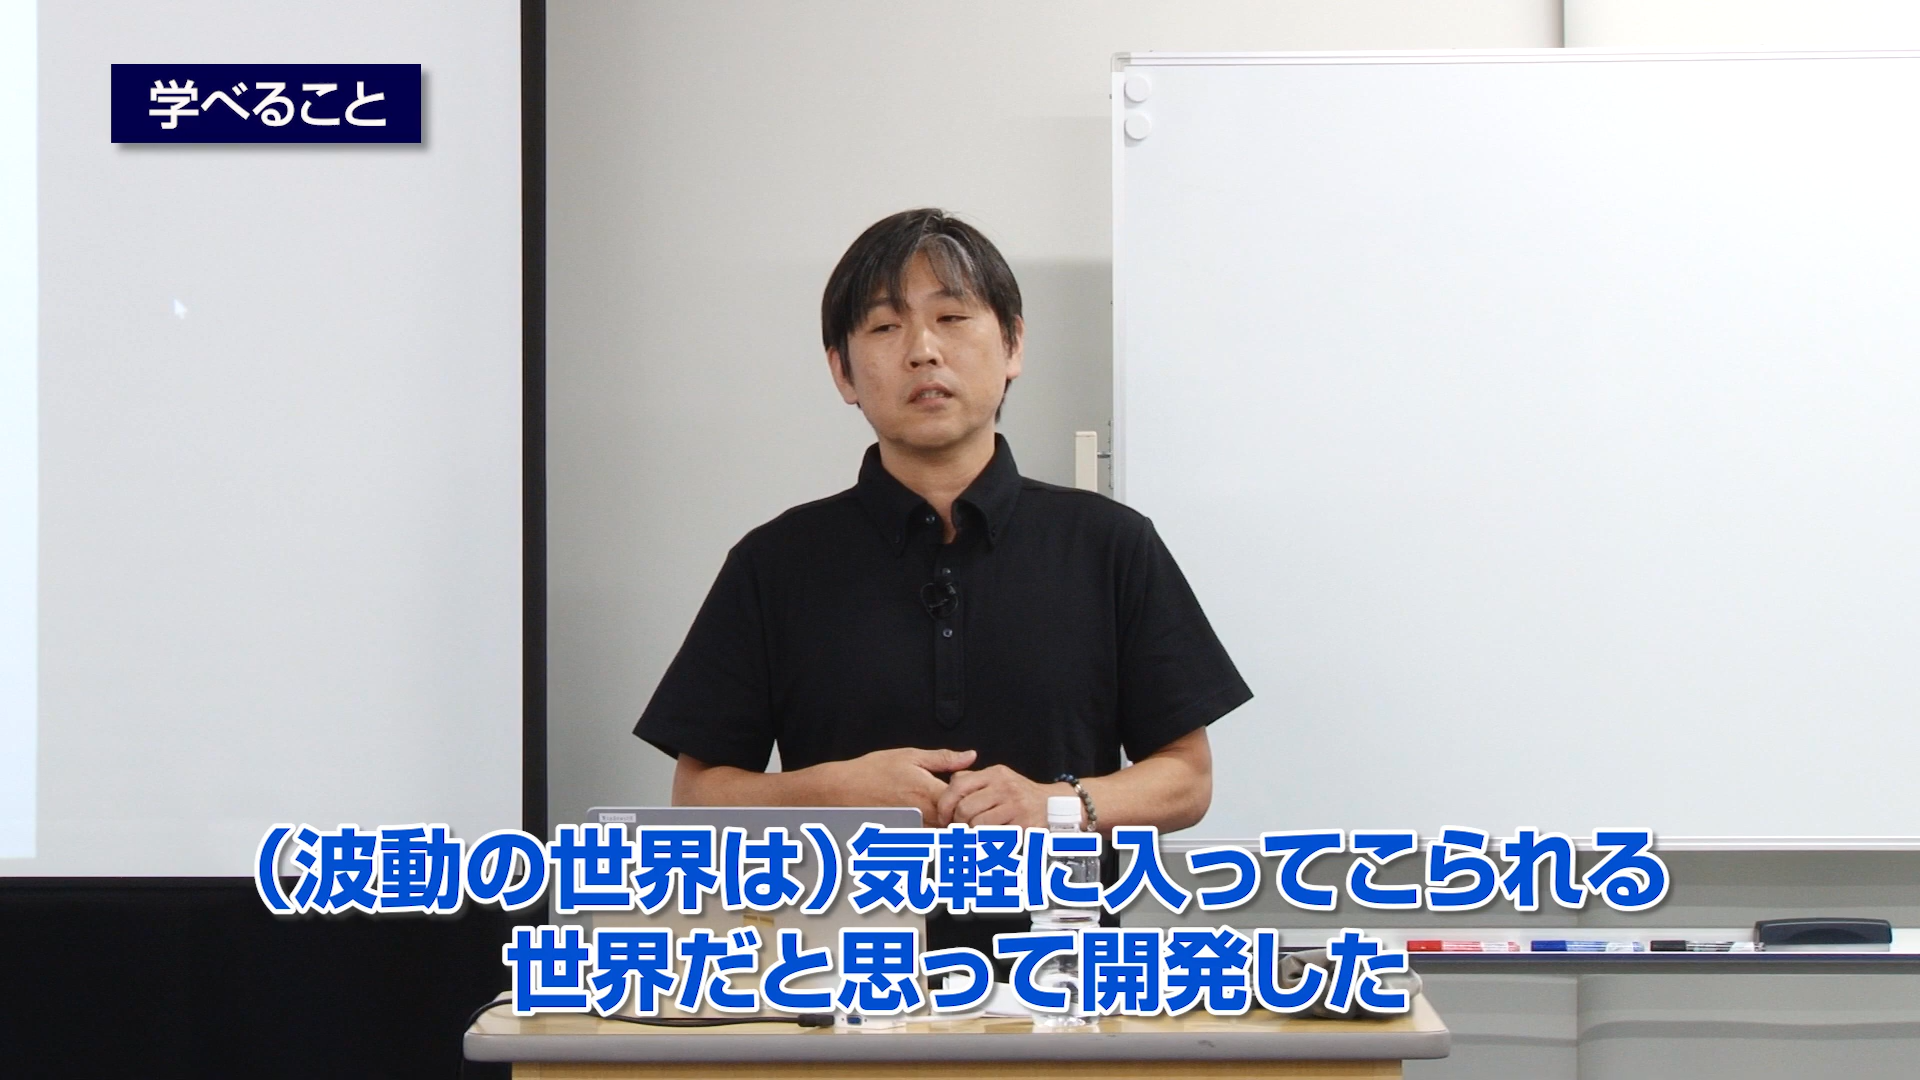 学べること
（波動の世界は）気軽に入ってこられる
世界だと思って開発した